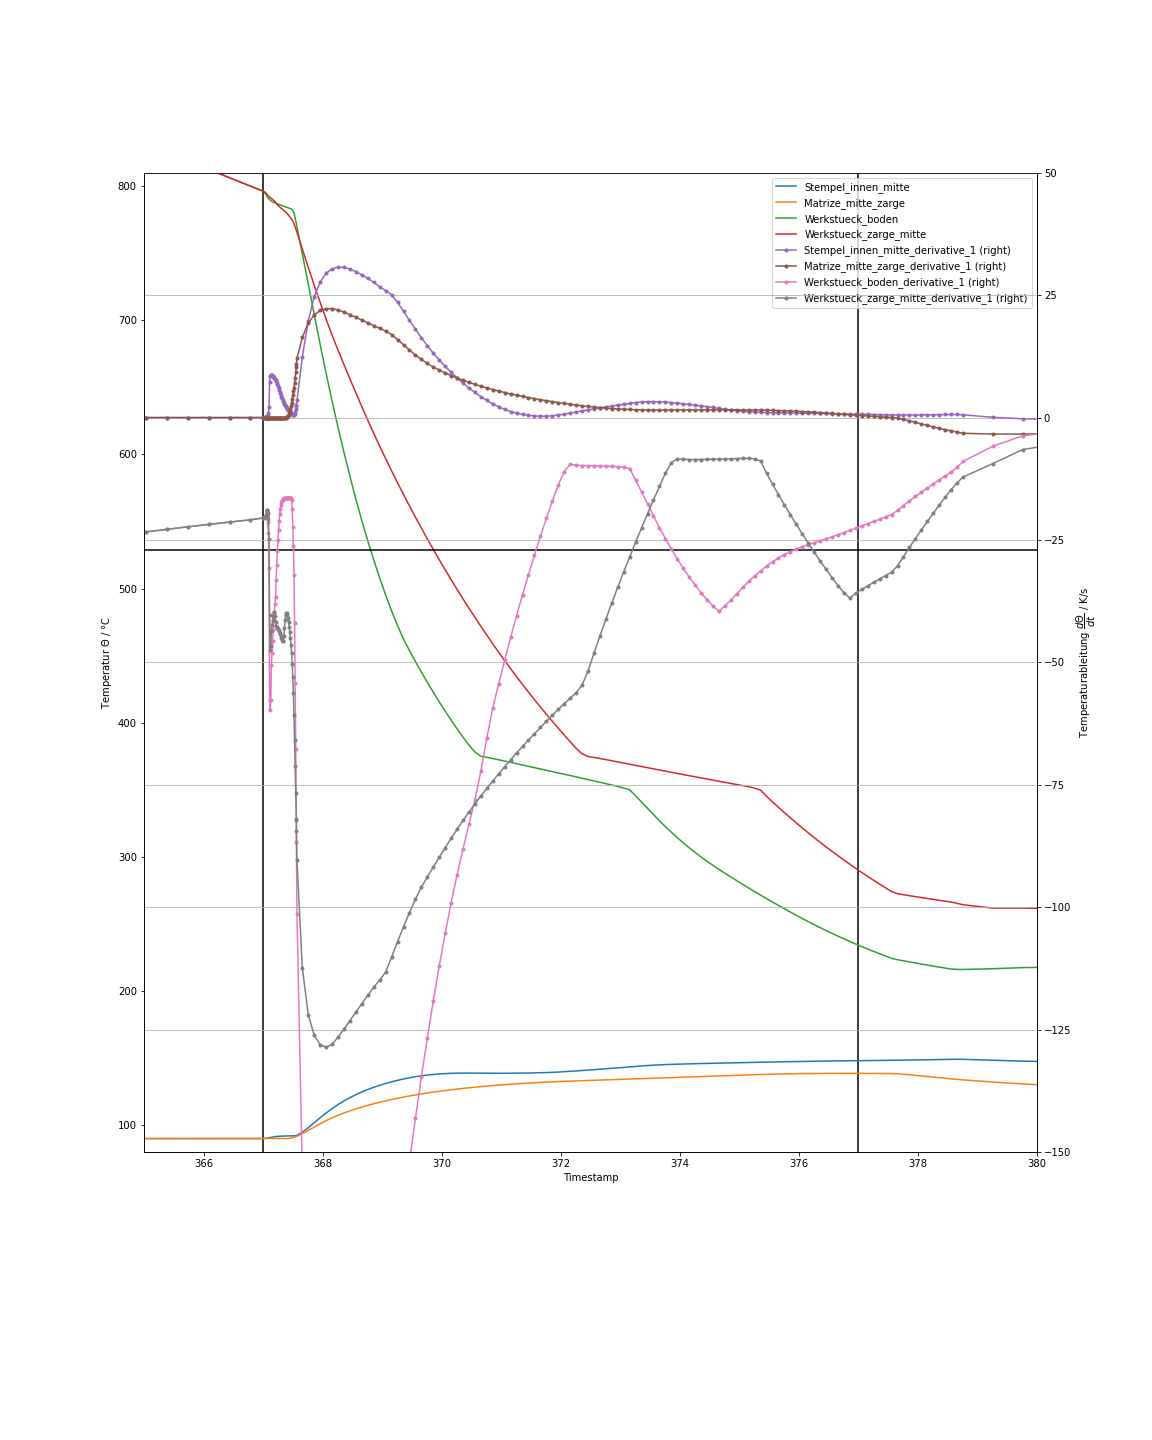 800
700
600
500
400
300
200
100
Temperatur Θ / °C
366
368
370
372
374
376
378
380
Timestamp
50
25
0
−25
−50
−75
−100
−125
−150
Temperaturableitung dΘ/dt / K/s
Stempel_innen_mitte
Matrize_mitte_zarge
Werkstueck_boden
Werkstueck_zarge_mitte
Stempel_innen_mitte_derivative_1 (right)
Matrize_mitte_zarge_derivative_1 (right)
Werkstueck_boden_derivative_1 (right)
Werkstueck_zarge_mitte_derivative_1 (right)